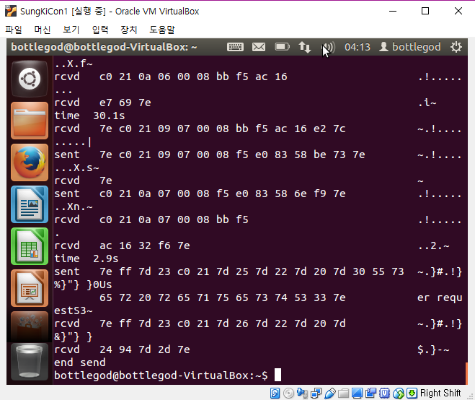 SungKiCon1 [실행 중] - Oracle VM VirtualBox
파일 머신 보기 입력 장치 도움말
bottlegod@bottlegod-VirtualBox: ~ 04:13 bottlegod
..X.f~
rcvd c0 21 0a 06 00 08 bb f5 ac 16 .!.....
...
rcvd e7 69 7e .i~
time 30.1s
rcvd 7e c0 21 09 07 00 08 bb f5 ac 16 e2 7c ~.!....
.....|
sent 7e c0 21 09 07 00 08 f5 e0 83 58 be 73 7e ~.!....
...X.s~
rcvd 7e ~
sent c0 21 0a 07 00 08 f5 e0 83 58 6e f9 7e .!.....
..Xn.~
rcvd c0 21 0a 07 00 08 bb f5 .!.....
.
rcvd ac 16 32 f6 7e ..2.~
time 2.9s
sent 7e ff 7d 23 c0 21 7d 25 7d 22 7d 20 7d 30 55 73 ~.}#.!}
%}"} }0Us
65 72 20 72 65 71 75 65 73 74 53 33 7e er requ
estS3~
rcvd 7e ff 7d 23 c0 21 7d 26 7d 22 7d 20 7d ~.}#.!}
&}"} }
rcvd 24 94 7d 2d 7e $.}-~
end send
bottlegod@bottlegod-VirtualBox:~$
Right Shift